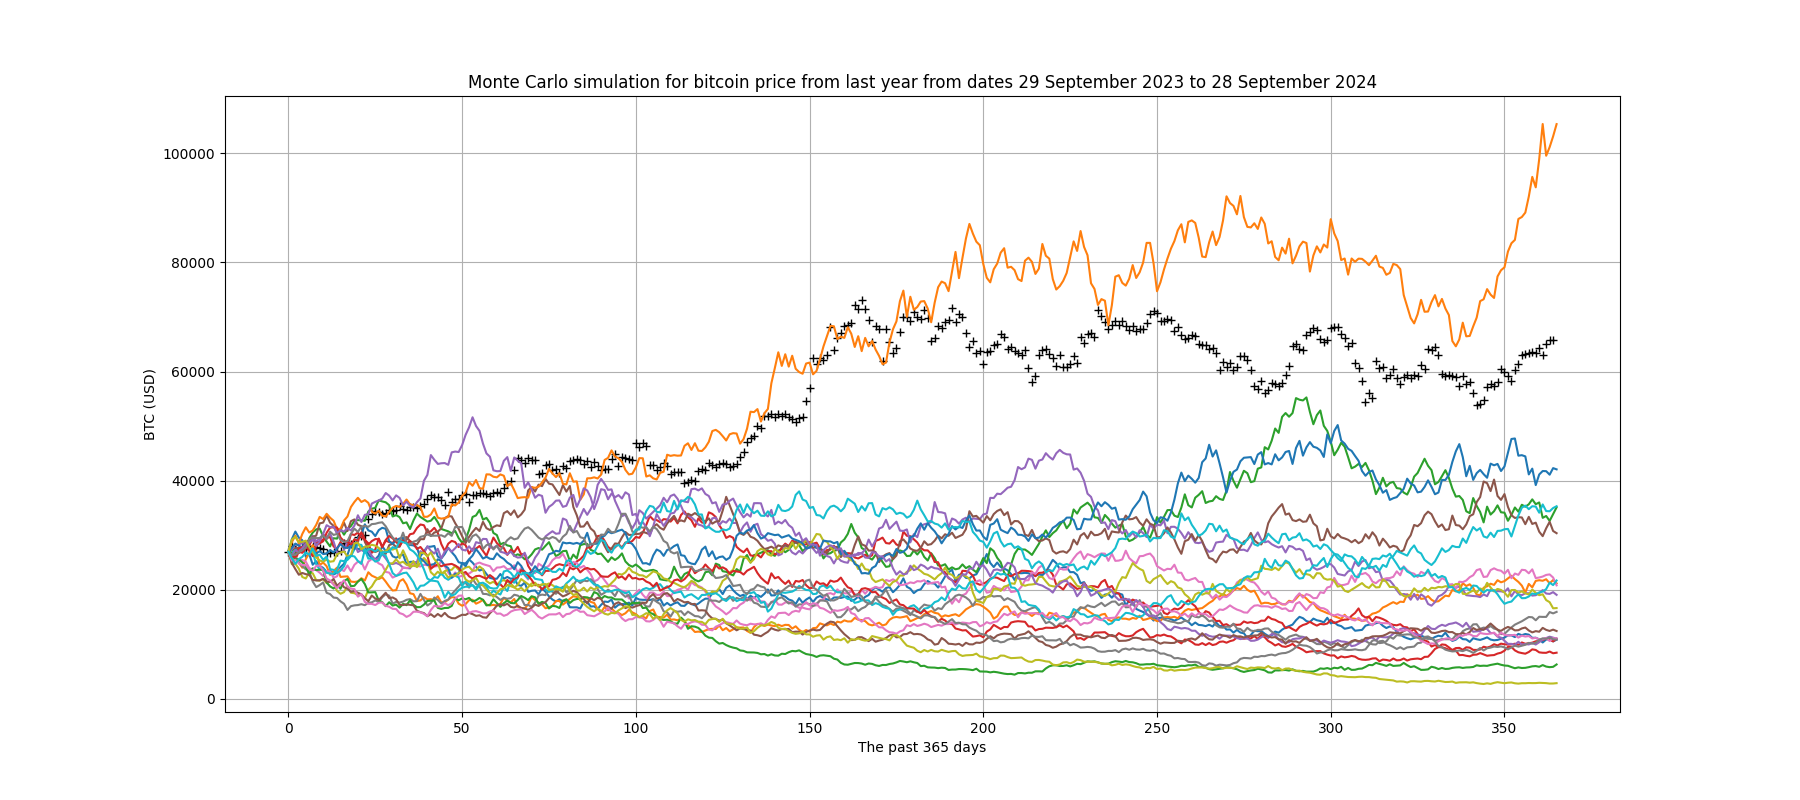 Monte Carlo simulation for bitcoin price from last year from dates 29 September 2023 to 28 September 2024
100000
80000
60000
40000
20000
0
BTC (USD)
0 50 100 150 200 250 300 350
The past 365 days